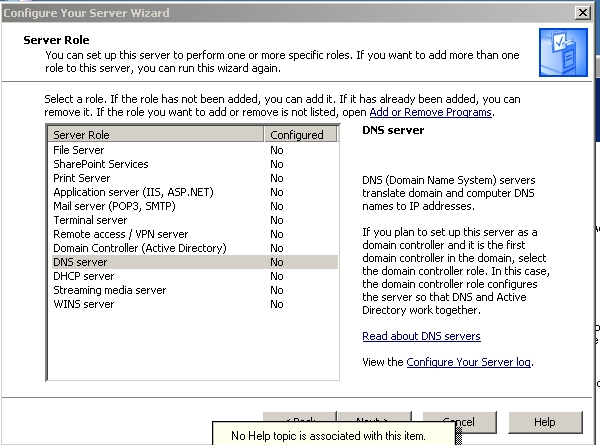 Configure Your Server Wizard
Server Role
You can set up this server to perform one or more specific roles. If you want to add more than one
role to this server, you can run this wizard again.
Select a role. If the role has not been added, you can add it. If it has already been added, you can
remove it. If the role you want to add or remove is not listed, open Add or Remove Programs.
Server Role Configured
File Server No
SharePoint Services No
Print Server No
Application server (IIS, ASP.NET) No
Mail server (POP3, SMTP) No
Terminal server No
Remote access / VPN server No
Domain Controller (Active Directory) No
DNS server No
DHCP server No
Streaming media server No
WINS server No
DNS server
DNS (Domain Name System) servers
translate domain and computer DNS
names to IP addresses.
If you plan to set up this server as a
domain controller and it is the first
domain controller in the domain, select
the domain controller role. In this case,
the domain controller role configures
the server so that DNS and Active
Directory work together.
Read about DNS servers
View the Configure Your Server log.
< Back Next > Cancel Help
No Help topic is associated with this item.